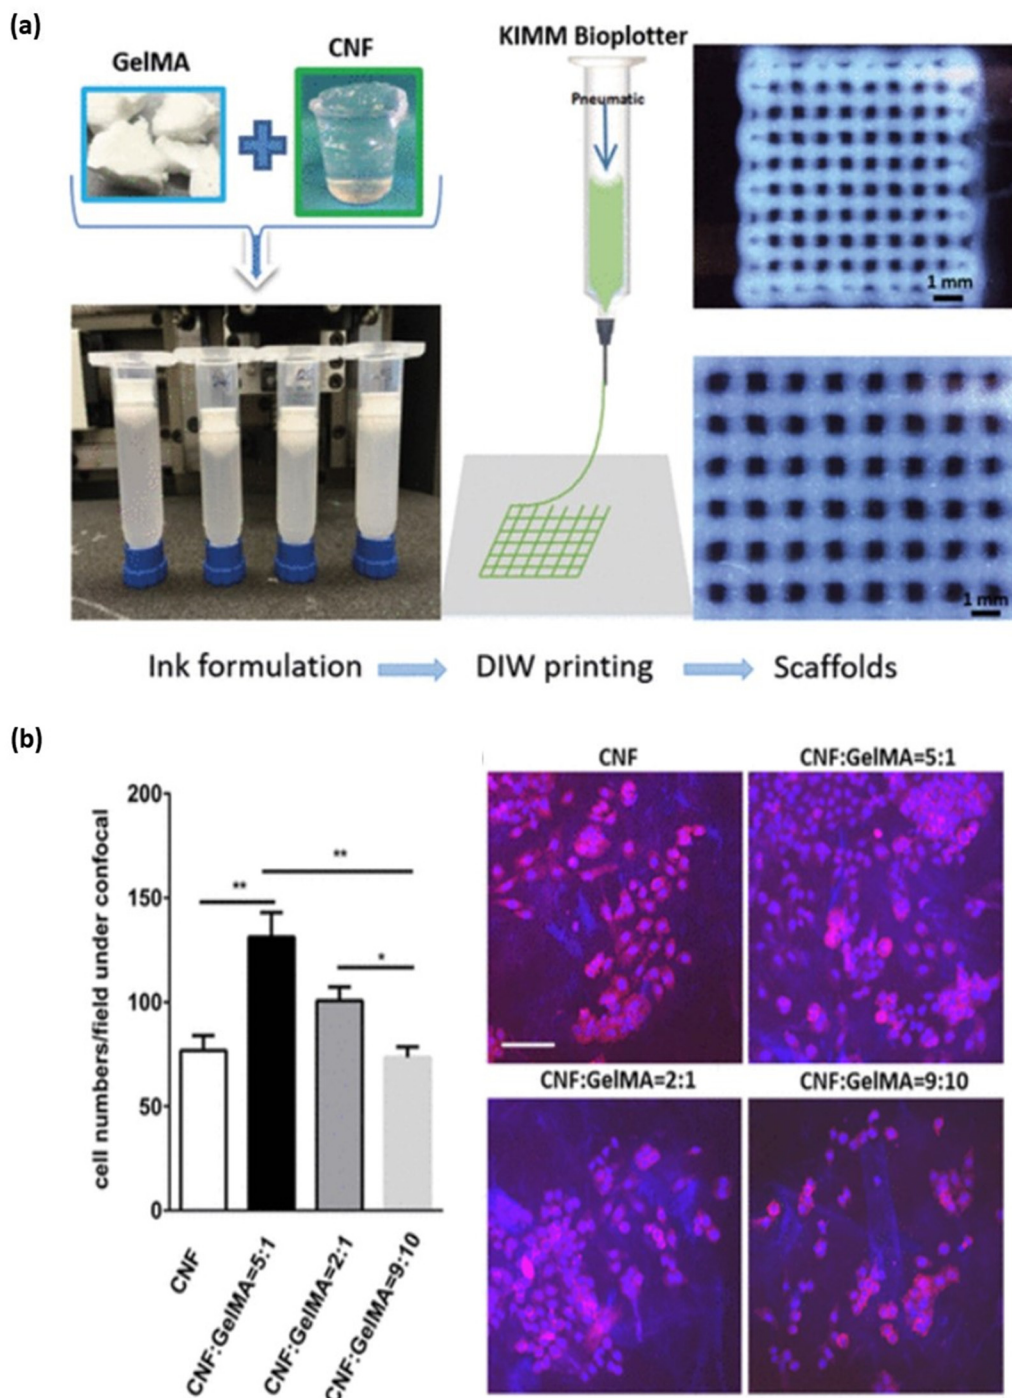 (a)
GelMA
CNF
KIMM Bioplotter
Pneumatic
1 mm
1 mm
Ink formulation
DIW printing
Scaffolds
(b)
cell numbers/field under confocal
200
150
100
50
0
**
**
*
CNF
CNF:GelMA=5:1
CNF:GelMA=2:1
CNF:GelMA=9:10
CNF
CNF:GelMA=5:1
CNF:GelMA=2:1
CNF:GelMA=9:10